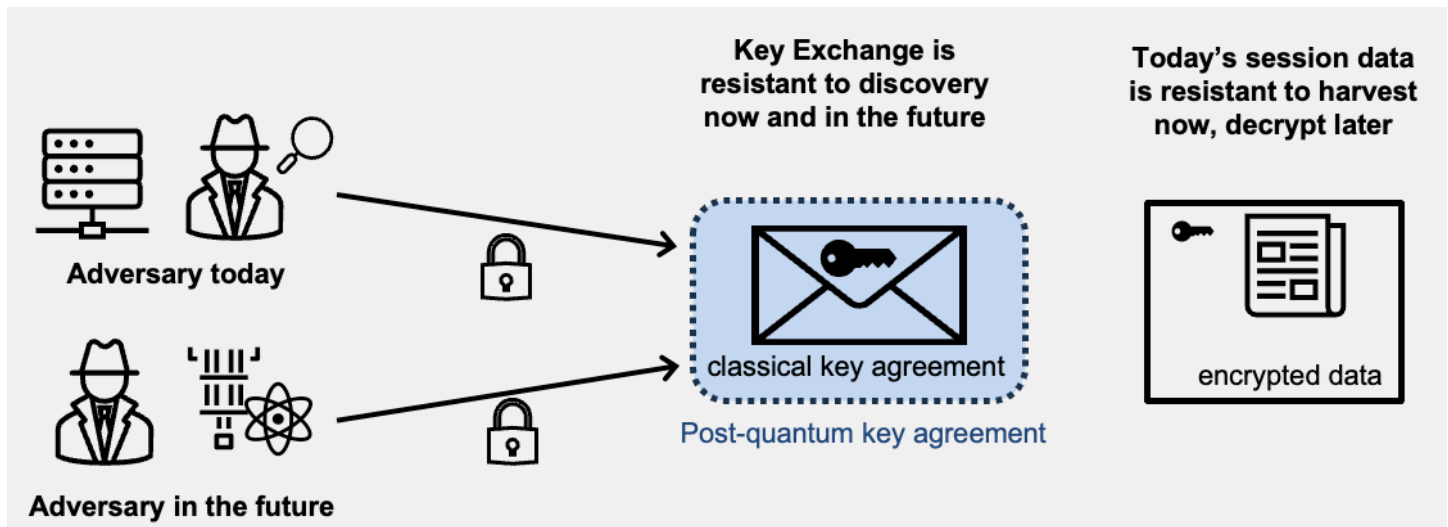 Key Exchange is
resistant to discovery
now and in the future
Today’s session data
is resistant to harvest
now, decrypt later
Adversary today
classical key agreement
encrypted data
Post-quantum key agreement
Adversary in the future